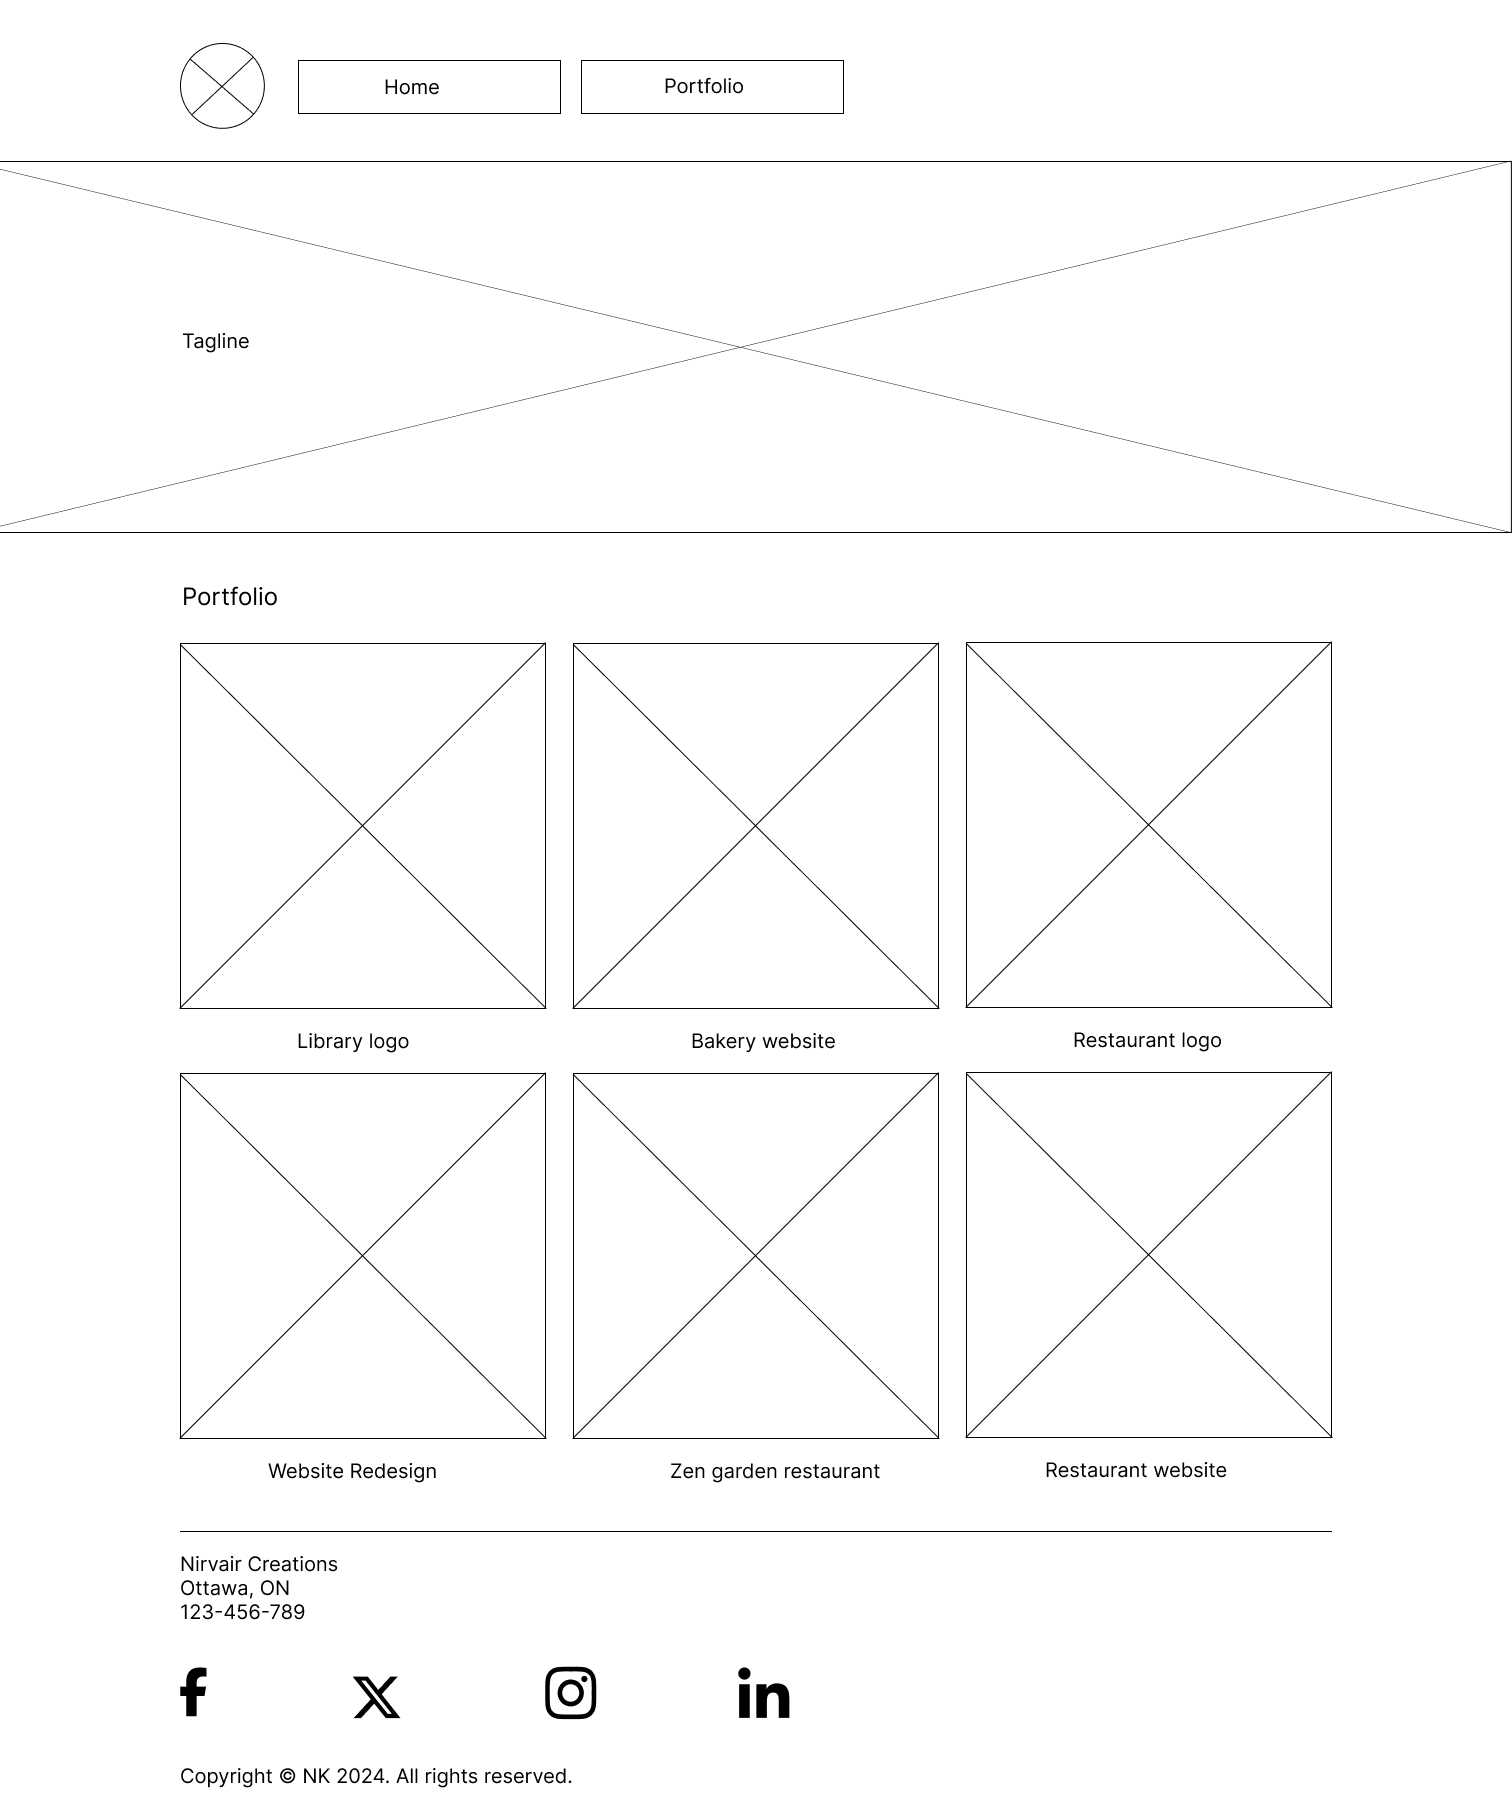 Home
Portfolio
Tagline
Portfolio
Library logo
Bakery website
Restaurant logo
Website Redesign
Zen garden restaurant
Restaurant website
Nirvair Creations
Ottawa, ON
123-456-789
Copyright © NK 2024. All rights reserved.